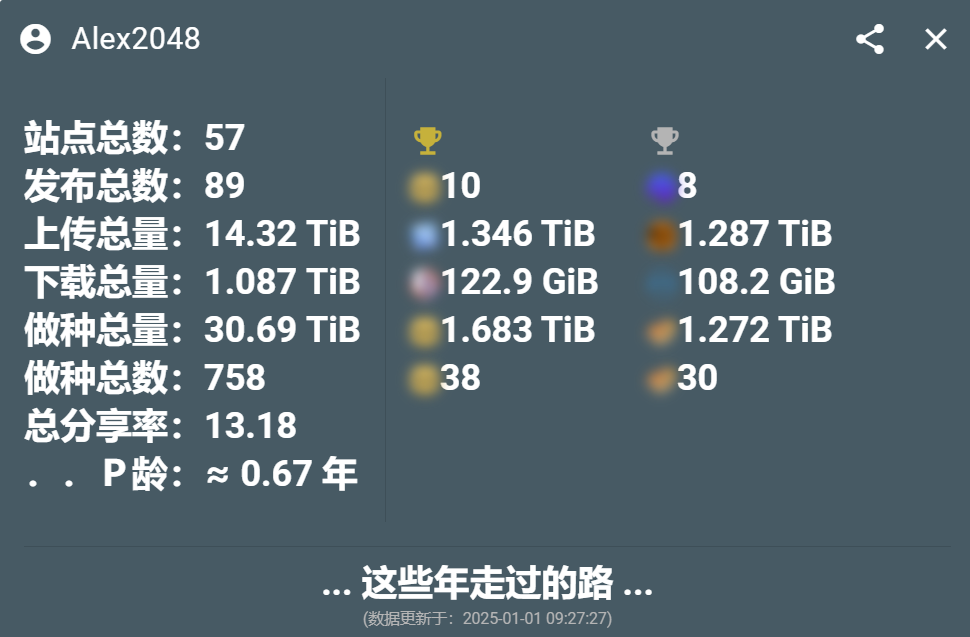 Alex2048
站点总数：57
发布总数：89 10 8
上传总量：14.32 TiB 1.346 TiB 1.287 TiB
下载总量：1.087 TiB 122.9 GiB 108.2 GiB
做种总量：30.69 TiB 1.683 TiB 1.272 TiB
做种总数：758 38 30
总分享率：13.18
．．P龄：≈ 0.67 年
... 这些年走过的路 ...
(数据更新于：2025-01-01 09:27:27)